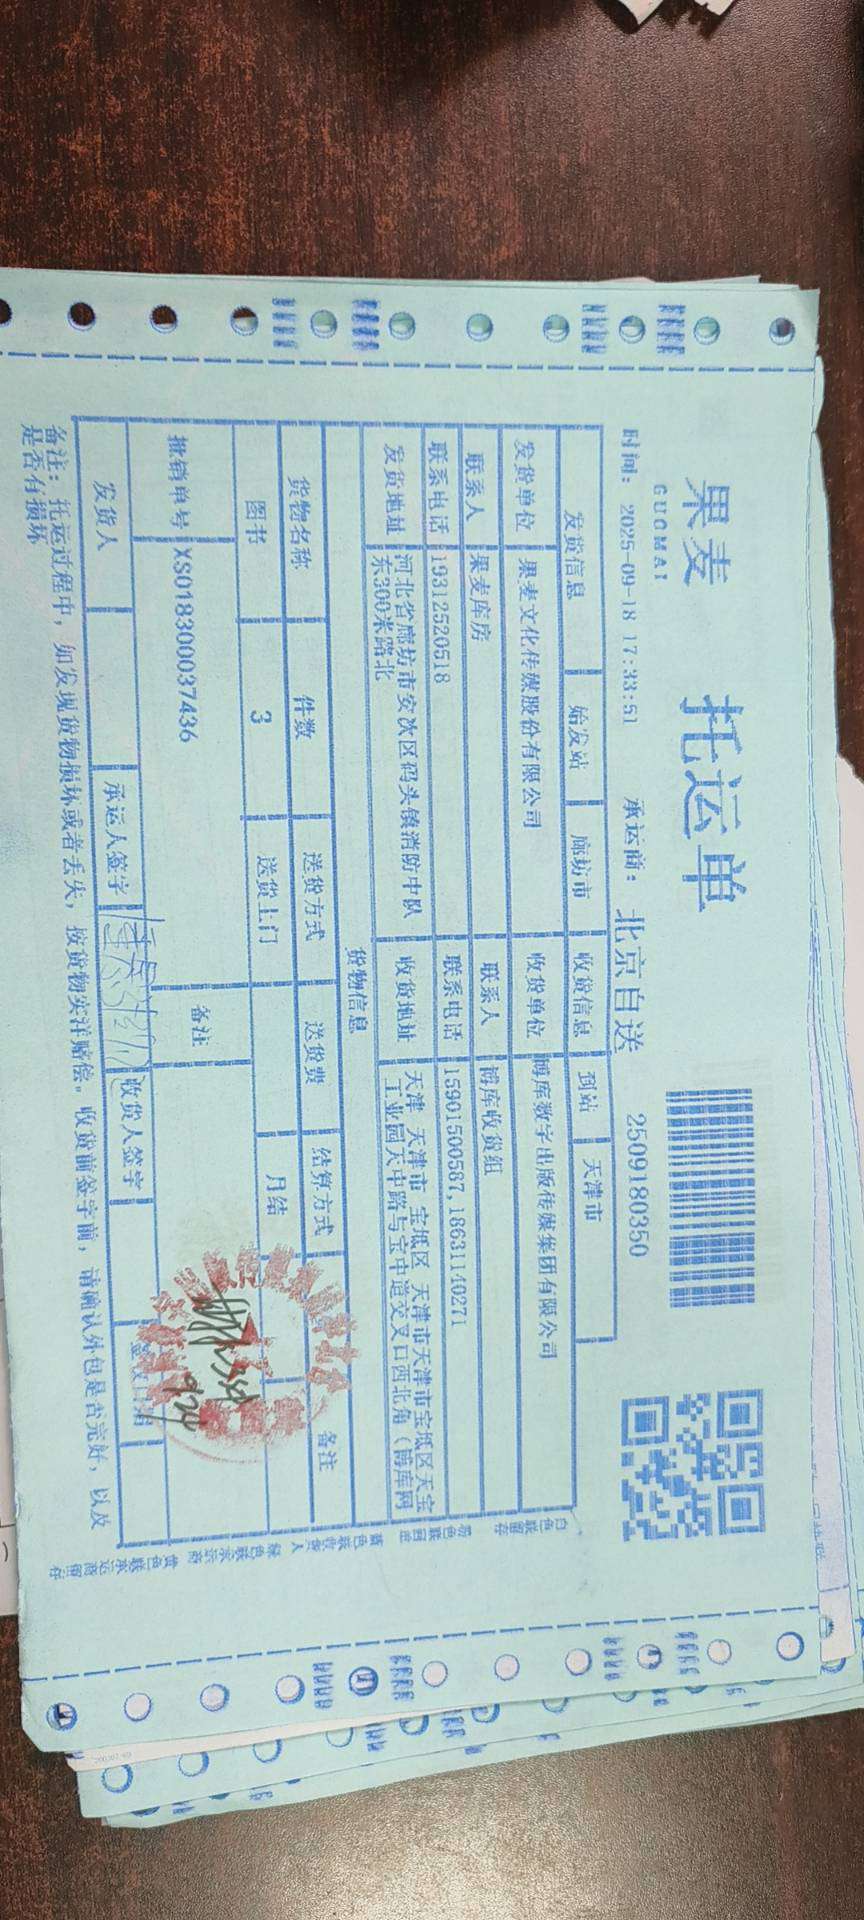 果麦
GUOMAI
托运单
时间: 2025-09-18 17:33:51 承运商: 北京自送 2509180350
发货信息 始发站 廊坊市 收货信息 到站 天津市
发货单位 果麦文化传媒股份有限公司 收货单位 博库数字出版传媒集团有限公司
联系人 果麦库房 联系人 博库收货组
联系电话 19312520518 联系电话 15901500587,18631140271
发货地址 河北省廊坊市安次区码头镇消防中队 收货地址 天津 天津市 宝坻区 天津市天津市宝坻区天宝
东300米路北 工业园天中路与宝中道交叉口西北角(博库网
货物信息
货物名称 件数 送货方式 送货费 结算方式 备注
图书 3 送货上门 月结
报销单号 XS018300037436 备注
发货人 承运人签字 收货人签字 签收日期
备注: 托运过程中, 如发现货物损坏或者丢失, 按货物实洋赔偿。收货前签字前, 请确认外包是否完好, 以及
是否有损坏